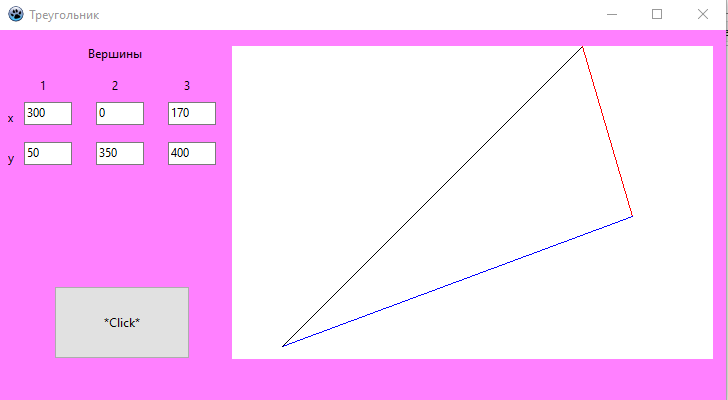 Треугольник
Вершины
1 2 3
x 300 0 170
y 50 350 400
*Click*